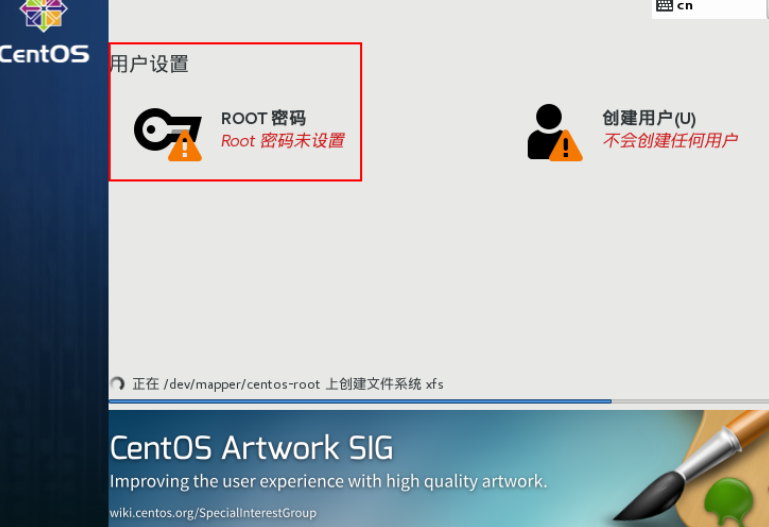 cn
CentOS
用户设置
ROOT 密码
Root 密码未设置
创建用户(U)
不会创建任何用户
正在 /dev/mapper/centos-root 上创建文件系统 xfs
CentOS Artwork SIG
Improving the user experience with high quality artwork.
wiki.centos.org/SpecialInterestGroup